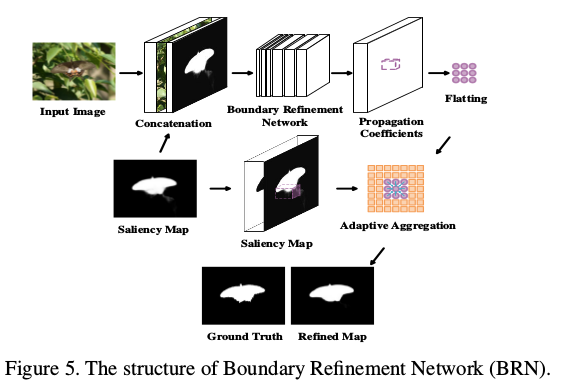 Input Image
Concatenation
Boundary Refinement
Network
Propagation
Coefficients
Flatting
Saliency Map
Saliency Map
Adaptive Aggregation
Ground Truth
Refined Map
Figure 5. The structure of Boundary Refinement Network (BRN).